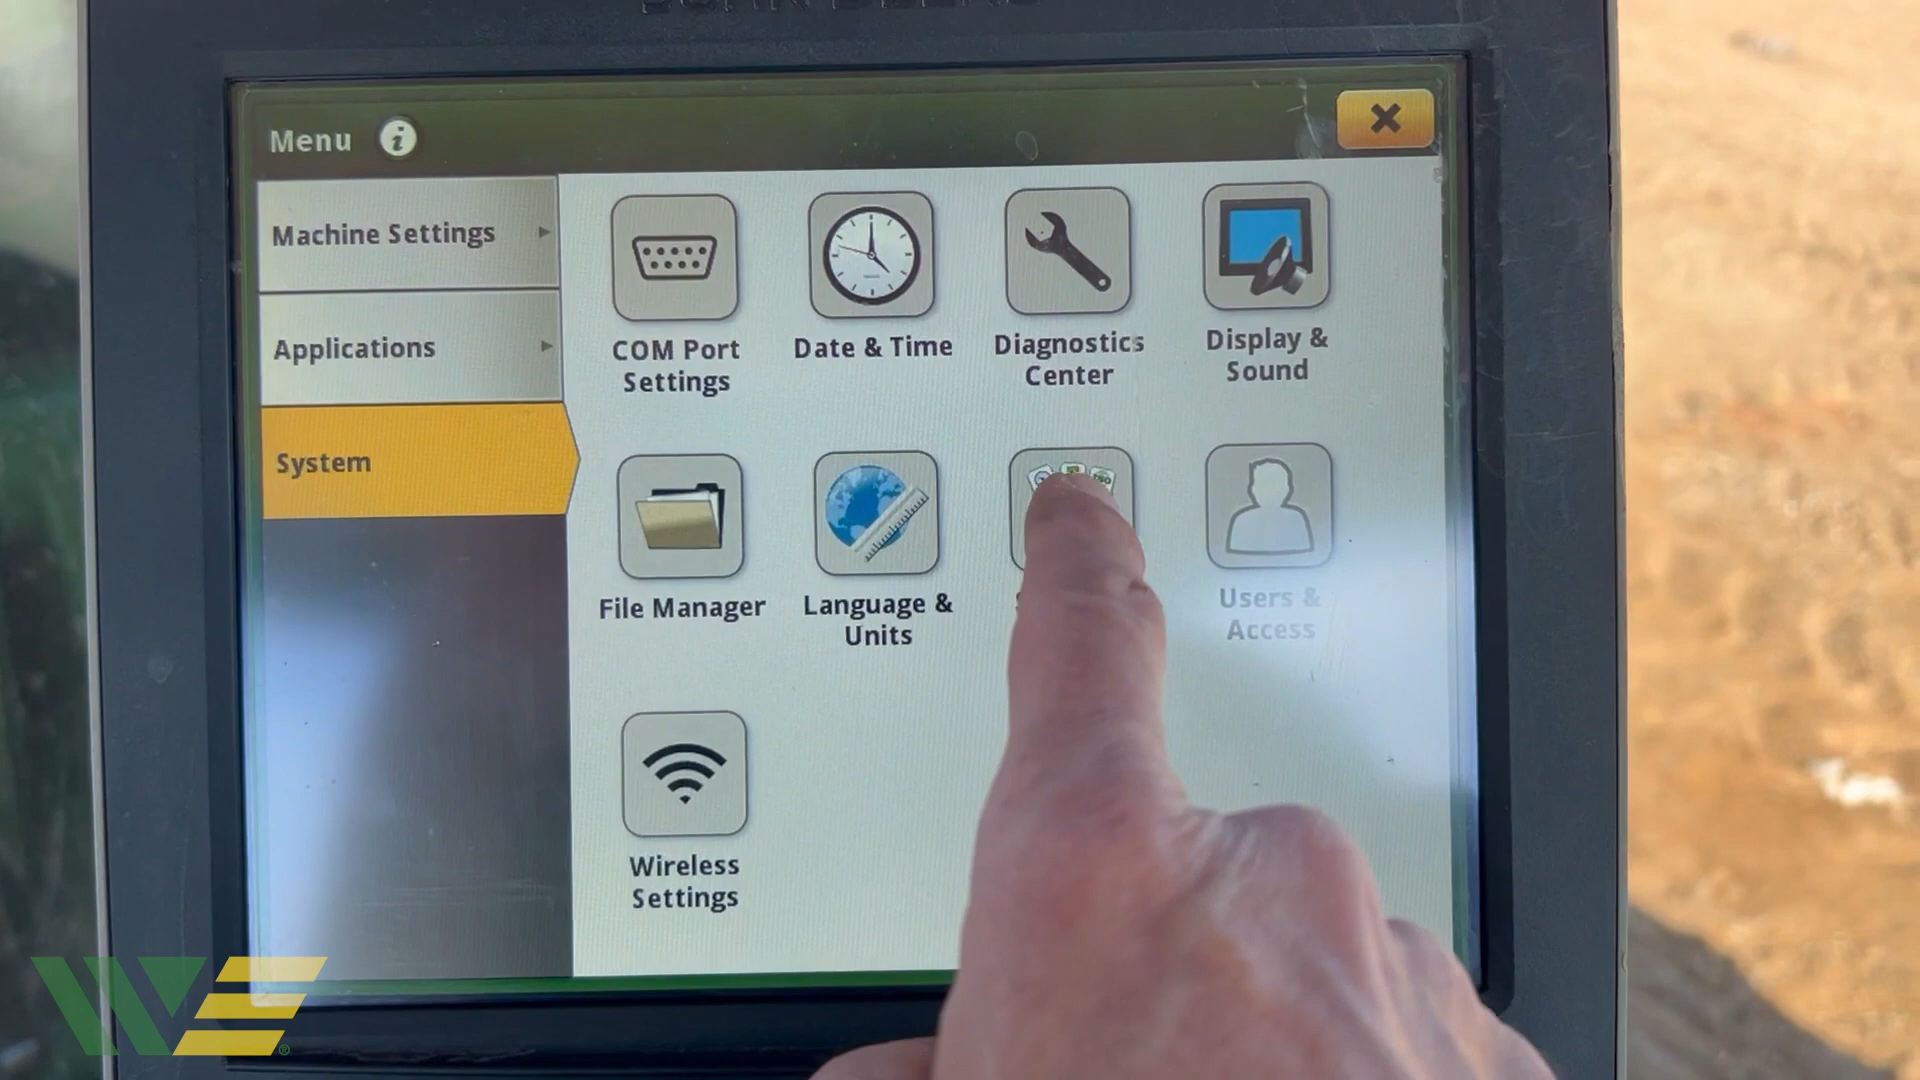 Menu
Machine Settings
Applications
System
COM Port
Settings
Date & Time
Diagnostics
Center
Display &
Sound
File Manager
Language &
Units
Users &
Access
Wireless
Settings
WE